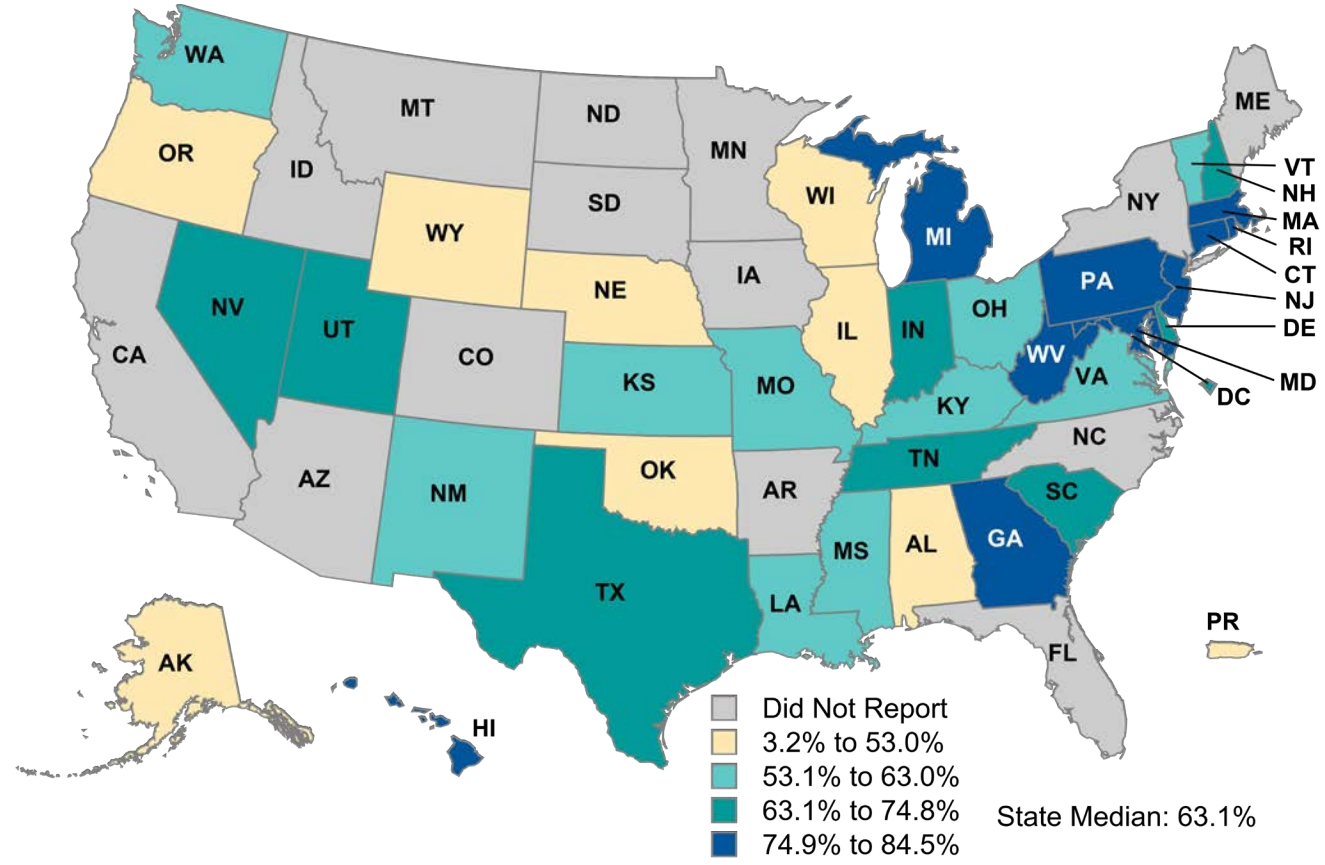 WA
MT
ND
MN
ME
OR
ID
SD
WI
MI
NY
VT
NH
MA
RI
CT
NJ
DE
MD
DC
WY
NE
IA
PA
NV
UT
CO
KS
MO
IL
IN
OH
WV
VA
KY
CA
AZ
NM
OK
AR
TN
NC
SC
MS
AL
GA
TX
LA
FL
PR
AK
HI
Did Not Report
3.2% to 53.0%
53.1% to 63.0%
63.1% to 74.8%
74.9% to 84.5%
State Median: 63.1%